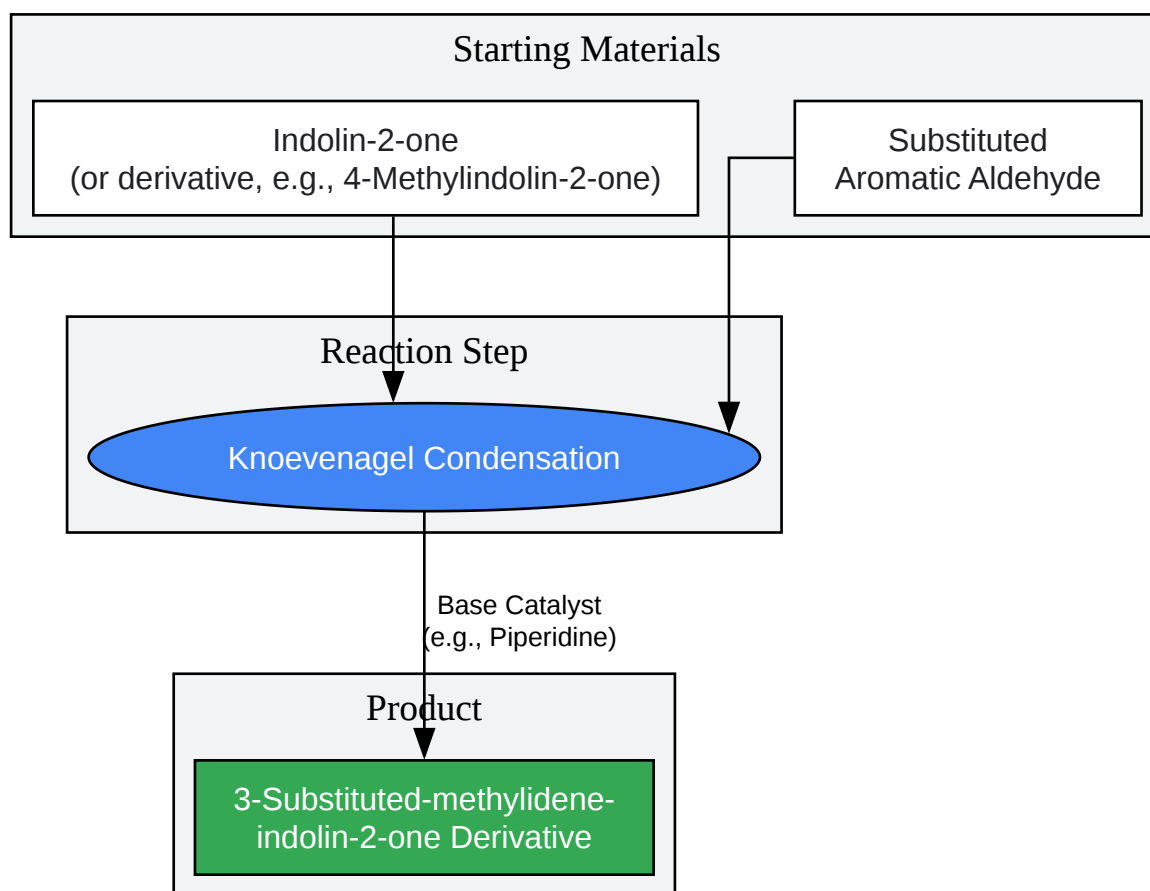 Starting Materials
Indolin-2-one
(or derivative, e.g., 4-Methylindolin-2-one)
Substituted
Aromatic Aldehyde
Reaction Step
Knoevenagel Condensation
Base Catalyst
(e.g., Piperidine)
Product
3-Substituted-methylidene-
indolin-2-one Derivative